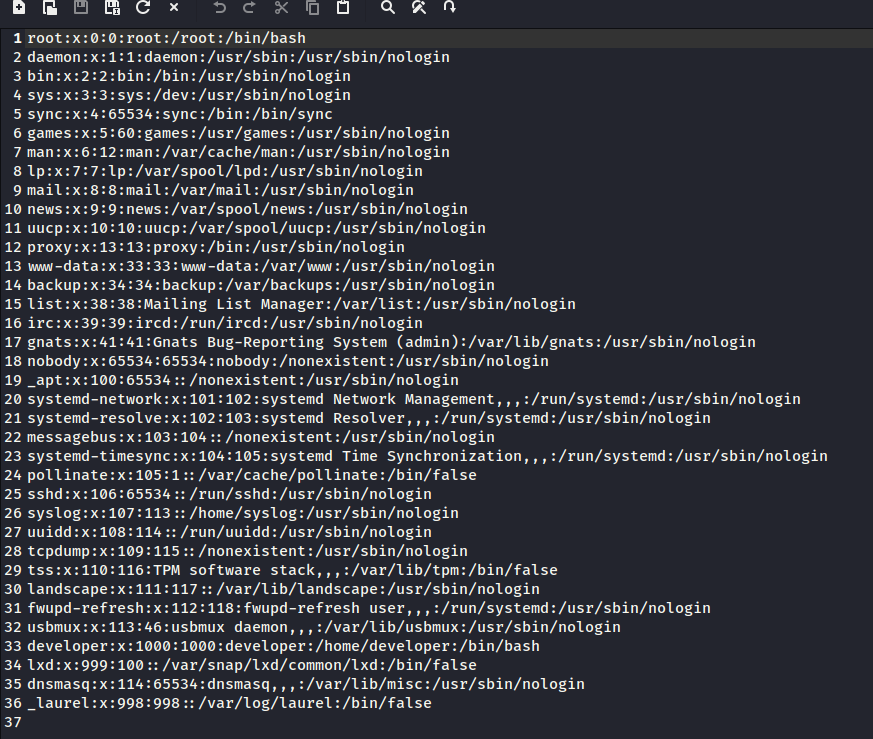 1 root:x:0:0:root:/root:/bin/bash
2 daemon:x:1:1:daemon:/usr/sbin:/usr/sbin/nologin
3 bin:x:2:2:bin:/bin:/usr/sbin/nologin
4 sys:x:3:3:sys:/dev:/usr/sbin/nologin
5 sync:x:4:65534:sync:/bin:/bin/sync
6 games:x:5:60:games:/usr/games:/usr/sbin/nologin
7 man:x:6:12:man:/var/cache/man:/usr/sbin/nologin
8 lp:x:7:7:lp:/var/spool/lpd:/usr/sbin/nologin
9 mail:x:8:8:mail:/var/mail:/usr/sbin/nologin
10 news:x:9:9:news:/var/spool/news:/usr/sbin/nologin
11 uucp:x:10:10:uucp:/var/spool/uucp:/usr/sbin/nologin
12 proxy:x:13:13:proxy:/bin:/usr/sbin/nologin
13 www-data:x:33:33:www-data:/var/www:/usr/sbin/nologin
14 backup:x:34:34:backup:/var/backups:/usr/sbin/nologin
15 list:x:38:38:Mailing List Manager:/var/list:/usr/sbin/nologin
16 irc:x:39:39:ircd:/run/ircd:/usr/sbin/nologin
17 gnats:x:41:41:Gnats Bug-Reporting System (admin):/var/lib/gnats:/usr/sbin/nologin
18 nobody:x:65534:65534:nobody:/nonexistent:/usr/sbin/nologin
19 _apt:x:100:65534::/nonexistent:/usr/sbin/nologin
20 systemd-network:x:101:102:systemd Network Management,,,:/run/systemd:/usr/sbin/nologin
21 systemd-resolve:x:102:103:systemd Resolver,,,:/run/systemd:/usr/sbin/nologin
22 messagebus:x:103:104::/nonexistent:/usr/sbin/nologin
23 systemd-timesync:x:104:105:systemd Time Synchronization,,,:/run/systemd:/usr/sbin/nologin
24 pollinate:x:105:1::/var/cache/pollinate:/bin/false
25 sshd:x:106:65534::/run/sshd:/usr/sbin/nologin
26 syslog:x:107:113::/home/syslog:/usr/sbin/nologin
27 uuidd:x:108:114::/run/uuidd:/usr/sbin/nologin
28 tcpdump:x:109:115::/nonexistent:/usr/sbin/nologin
29 tss:x:110:116:TPM software stack,,,:/var/lib/tpm:/bin/false
30 landscape:x:111:117::/var/lib/landscape:/usr/sbin/nologin
31 fwupd-refresh:x:112:118:fwupd-refresh user,,,:/run/systemd:/usr/sbin/nologin
32 usbmux:x:113:46:usbmux daemon,,,:/var/lib/usbmux:/usr/sbin/nologin
33 developer:x:1000:1000:developer:/home/developer:/bin/bash
34 lxd:x:999:100::/var/snap/lxd/common/lxd:/bin/false
35 dnsmasq:x:114:65534:dnsmasq,,,:/var/lib/misc:/usr/sbin/nologin
36 _laurel:x:998:998::/var/log/laurel:/bin/false
37